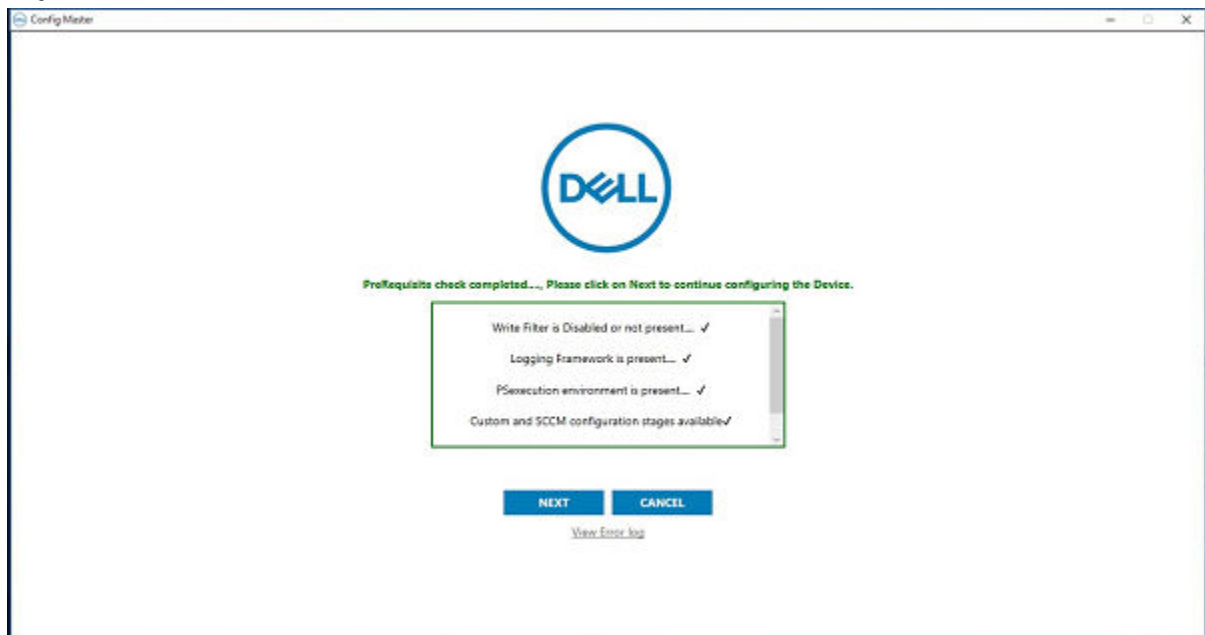 Config Master
DELL
PreRequisite check completed...., Please click on Next to continue configuring the Device.
Write Filter is Disabled or not present.... ✓
Logging Framework is present.... ✓
PSexecution environment is present.... ✓
Custom and SCCM configuration stages available✓
NEXT CANCEL
View Error log